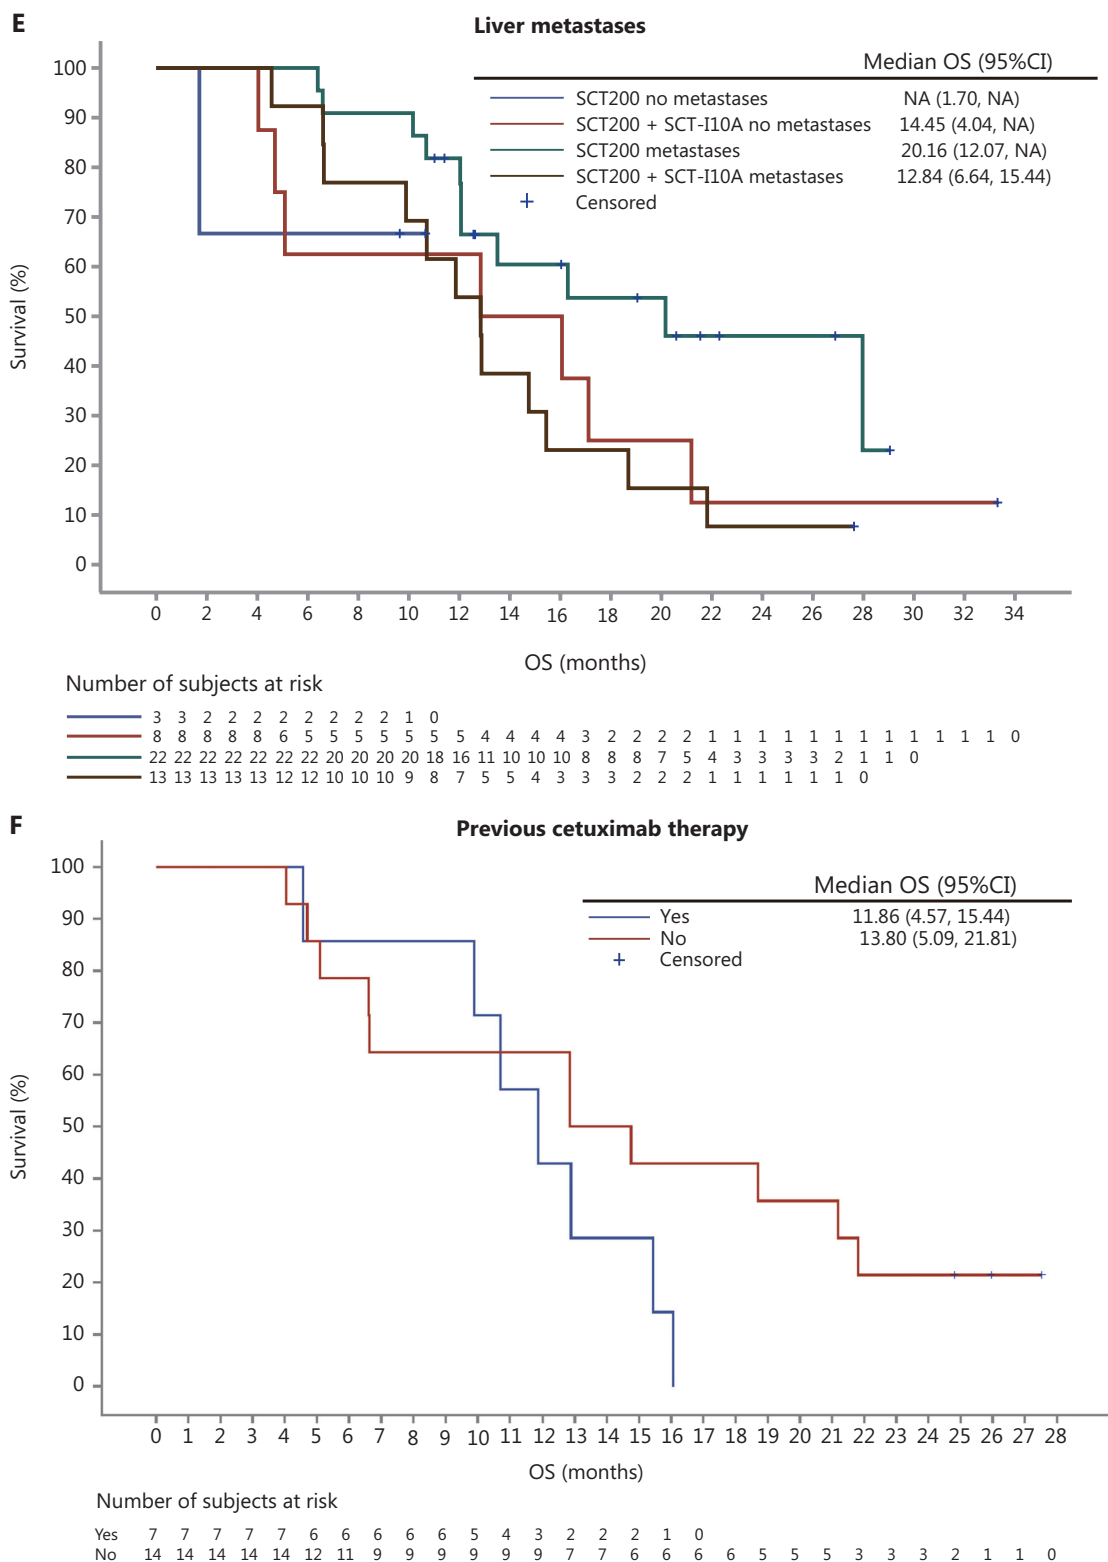 E
Liver metastases
Median OS (95%CI)
SCT200 no metastases NA (1.70, NA)
SCT200 + SCT-I10A no metastases 14.45 (4.04, NA)
SCT200 metastases 20.16 (12.07, NA)
SCT200 + SCT-I10A metastases 12.84 (6.64, 15.44)
Censored
100
90
80
70
60
50
40
30
20
10
0
Survival (%)
0 2 4 6 8 10 12 14 16 18 20 22 24 26 28 30 32 34
OS (months)
Number of subjects at risk
3 3 2 2 2 2 2 2 2 2 1 0
8 8 8 8 8 6 5 5 5 5 5 5 5 4 4 4 4 3 2 2 2 2 1 1 1 1 1 1 1 1 1 1 1 1 0
22 22 22 22 22 22 22 20 20 20 20 18 16 11 10 10 10 8 8 8 7 5 4 3 3 3 3 2 1 1 0
13 13 13 13 13 12 12 10 10 10 9 8 7 5 5 4 3 3 3 2 2 2 1 1 1 1 1 1 0
F
Previous cetuximab therapy
Median OS (95%CI)
Yes 11.86 (4.57, 15.44)
No 13.80 (5.09, 21.81)
Censored
100
90
80
70
60
50
40
30
20
10
0
Survival (%)
0 1 2 3 4 5 6 7 8 9 10 11 12 13 14 15 16 17 18 19 20 21 22 23 24 25 26 27 28
OS (months)
Number of subjects at risk
Yes 7 7 7 7 7 6 6 6 6 6 5 4 3 2 2 2 1 0
No 14 14 14 14 14 12 11 9 9 9 9 9 9 7 7 6 6 6 6 5 5 5 3 3 3 2 1 1 0